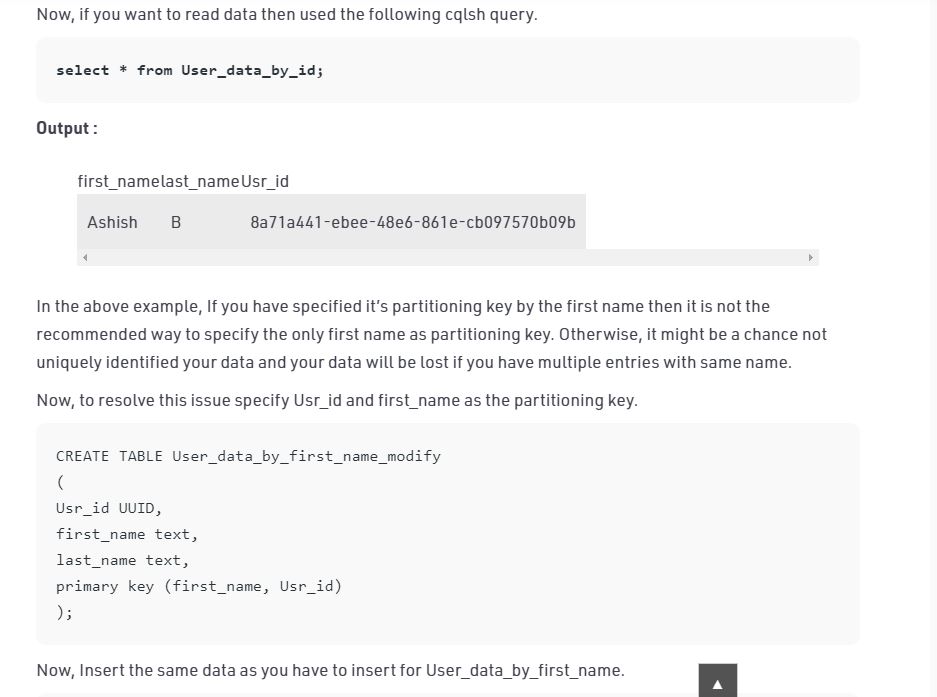 Now, if you want to read data then used the following cqlsh query.
select * from User_data_by_id;
Output :
first_namelast_nameUsr_id
Ashish B 8a71a441-ebee-48e6-861e-cb097570b09b
In the above example, If you have specified it’s partitioning key by the first name then it is not the
recommended way to specify the only first name as partitioning key. Otherwise, it might be a chance not
uniquely identified your data and your data will be lost if you have multiple entries with same name.
Now, to resolve this issue specify Usr_id and first_name as the partitioning key.
CREATE TABLE User_data_by_first_name_modify
(
Usr_id UUID,
first_name text,
last_name text,
primary key (first_name, Usr_id)
);
Now, Insert the same data as you have to insert for User_data_by_first_name.